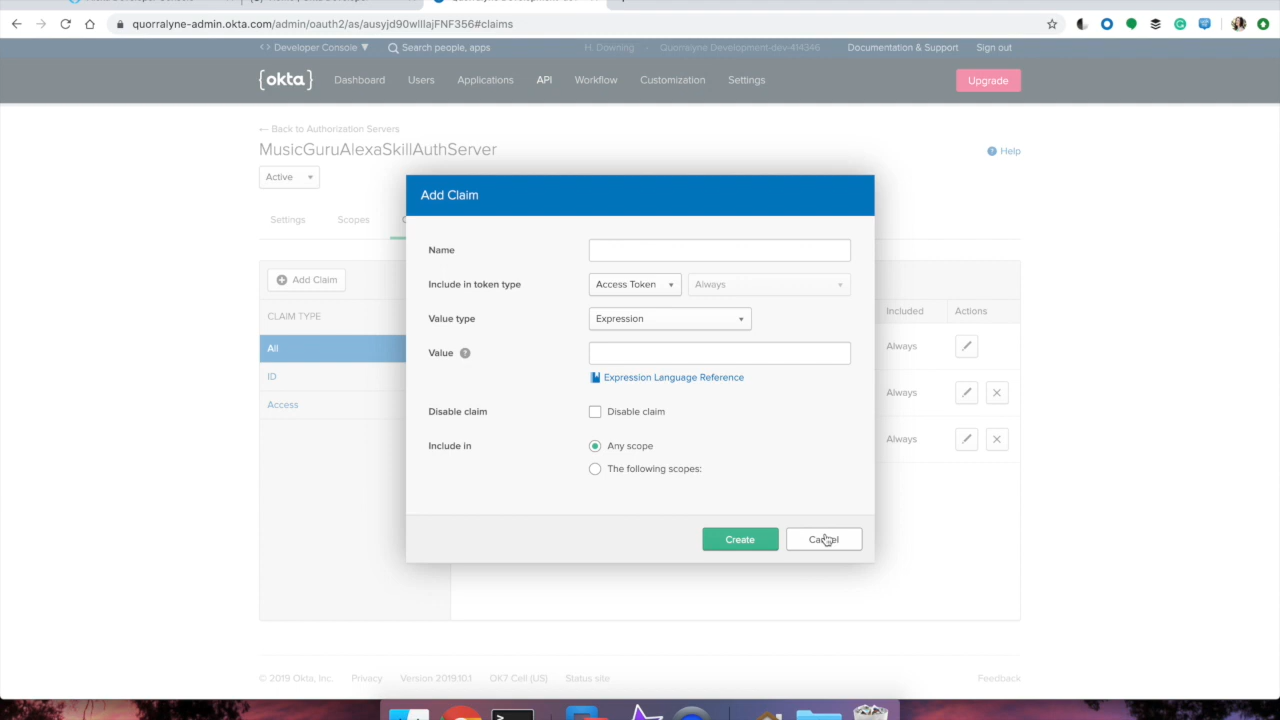 quorralyne-admin.okta.com/admin/oauth2/as/ausyjd90wlIajFNF356#claims
<> Developer Console ▼ Search people, apps H. Downing - Quorralyne Development-dev-414346 Documentation & Support Sign out
{okta} Dashboard Users Applications API Workflow Customization Settings Upgrade
← Back to Authorization Servers
MusicGuruAlexaSkillAuthServer
Help
Active
Settings Scopes
Add Claim
CLAIM TYPE
All
ID
Access
Included Actions
Always
Always
Always
Add Claim
Name
Include in token type Access Token Always
Value type Expression
Value
Expression Language Reference
Disable claim Disable claim
Include in Any scope
The following scopes:
Create Cancel
© 2019 Okta, Inc. Privacy Version 2019.10.1 OK7 Cell (US) Status site Feedback